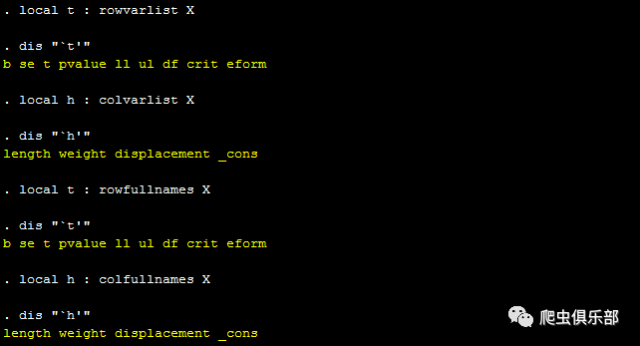 . local t : rowvarlist X
. dis "`t'"
b se t pvalue ll ul df crit eform
. local h : colvarlist X
. dis "`h'"
length weight displacement _cons
. local t : rowfullnames X
. dis "`t'"
b se t pvalue ll ul df crit eform
. local h : colfullnames X
. dis "`h'"
length weight displacement _cons
爬虫俱乐部